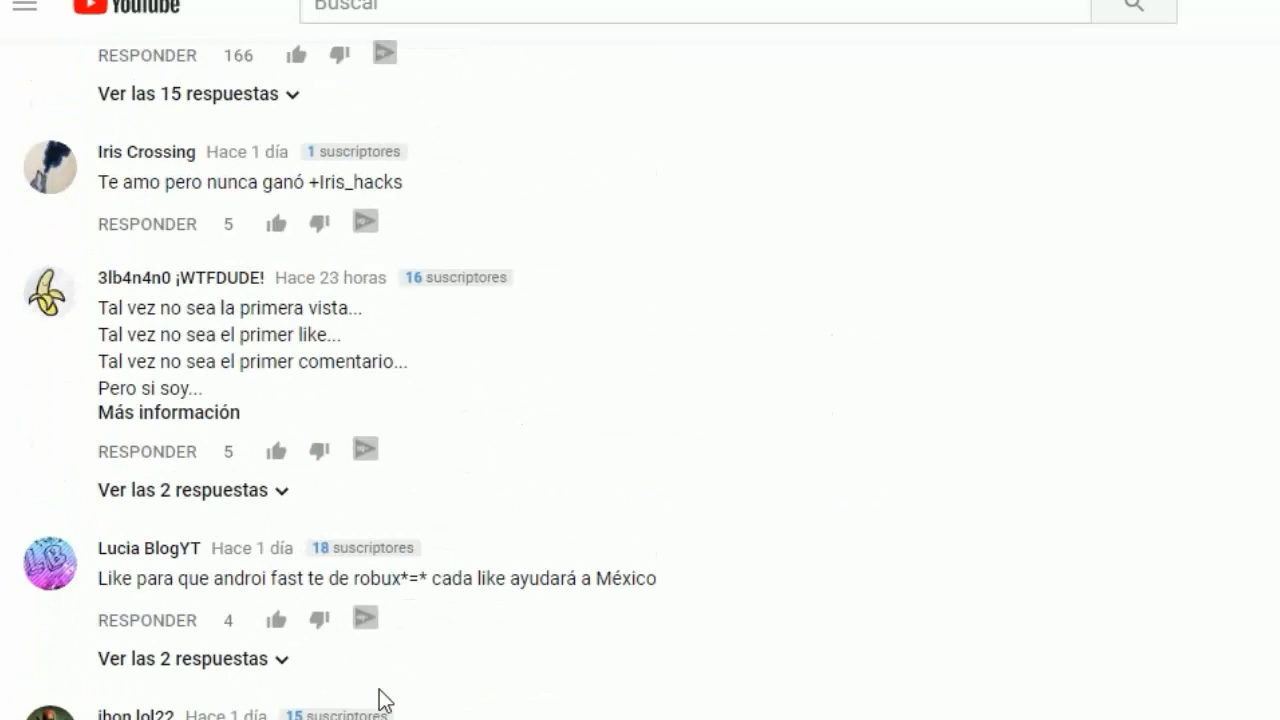 YouTube
Buscar
RESPONDER 166
Ver las 15 respuestas
Iris Crossing Hace 1 día 1 suscriptores
Te amo pero nunca ganó +Iris_hacks
RESPONDER 5
3lb4n4n0 ¡WTFDUDE! Hace 23 horas 16 suscriptores
Tal vez no sea la primera vista...
Tal vez no sea el primer like...
Tal vez no sea el primer comentario...
Pero si soy...
Más información
RESPONDER 5
Ver las 2 respuestas
LB
Lucia BlogYT Hace 1 día 18 suscriptores
Like para que androi fast te de robux*=* cada like ayudará a México
RESPONDER 4
Ver las 2 respuestas
jhon lol22 Hace 1 día 15 suscriptores